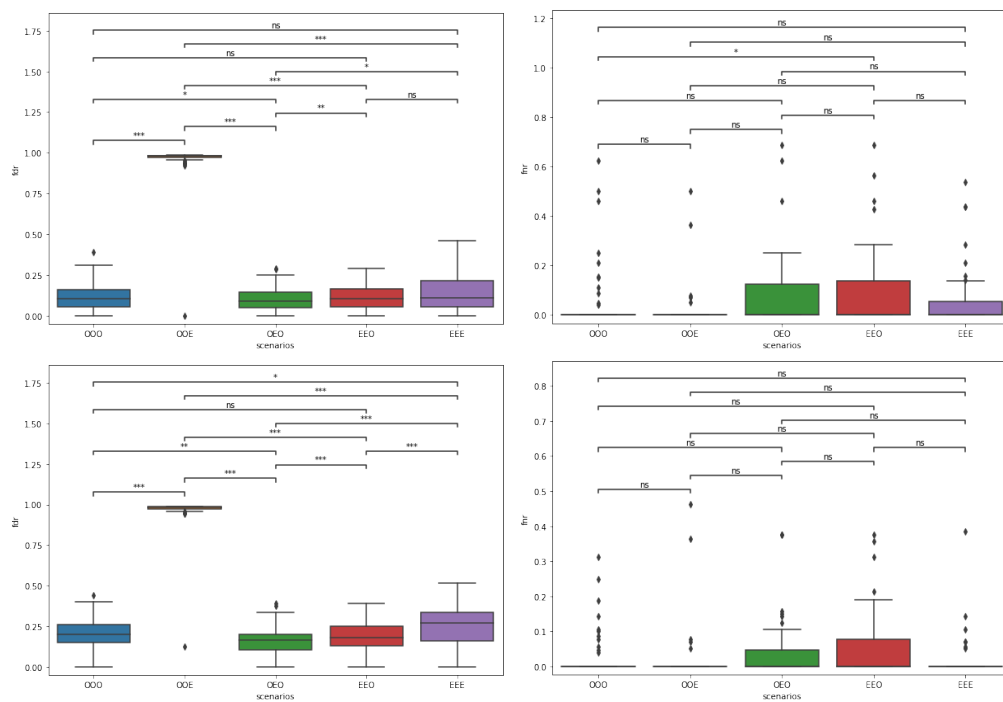 1.75
1.50
1.25
1.00
0.75
0.50
0.25
0.00
fdr
ns
***
ns
*
***
*
ns
**
***
***
OOO OOE OEO EEO EEE
scenarios
1.2
1.0
0.8
0.6
0.4
0.2
0.0
fnr
ns
ns
*
ns
ns
ns
ns
ns
ns
ns
OOO OOE OEO EEO EEE
scenarios
1.75
1.50
1.25
1.00
0.75
0.50
0.25
0.00
fdr
*
***
ns
***
***
**
***
***
***
***
OOO OOE OEO EEO EEE
scenarios
0.8
0.7
0.6
0.5
0.4
0.3
0.2
0.1
0.0
fnr
ns
ns
ns
ns
ns
ns
ns
ns
ns
ns
OOO OOE OEO EEO EEE
scenarios